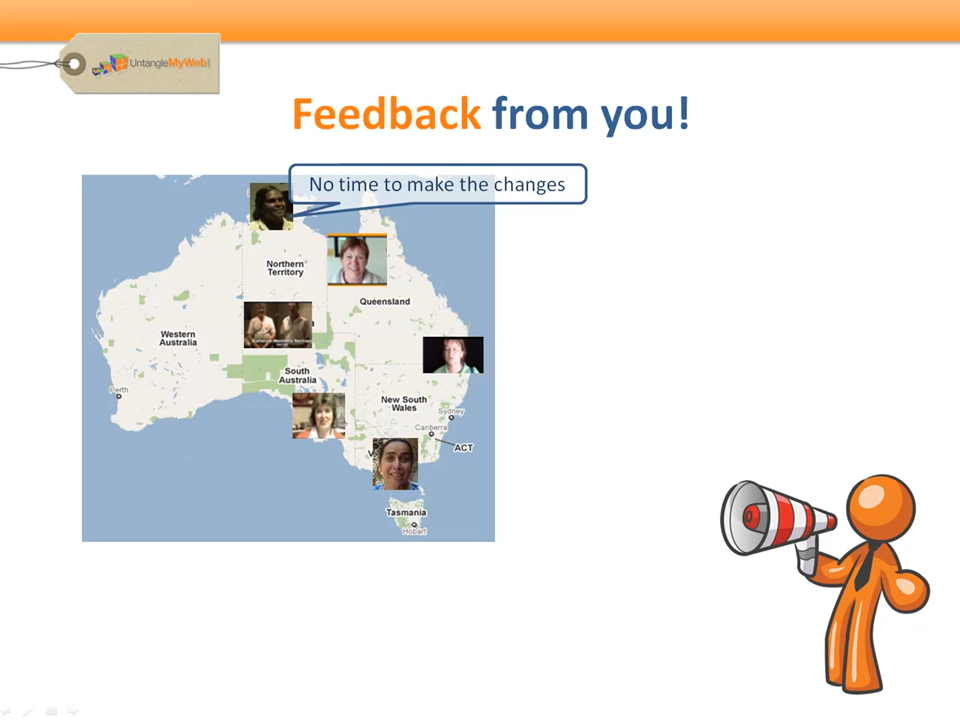 UntangleMyWeb!
Feedback from you!
No time to make the changes
Northern
Territory
Queensland
Western
Australia
South
Australia
Perth
New South
Wales
Sydney
Canberra
ACT
Tasmania
Hobart